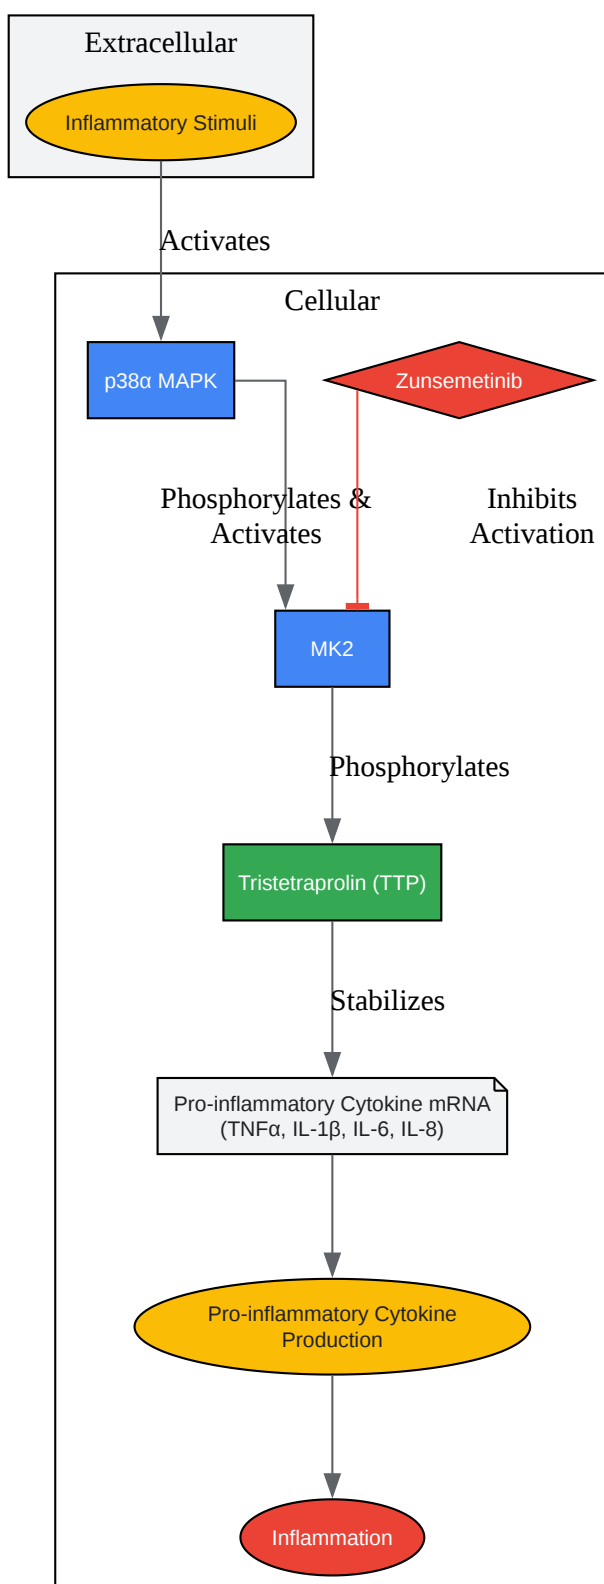 Extracellular
Inflammatory Stimuli
Activates
Cellular
p38α MAPK
Zunsemetinib
Phosphorylates &
Activates
Inhibits
Activation
MK2
Phosphorylates
Tristetraprolin (TTP)
Stabilizes
Pro-inflammatory Cytokine mRNA
(TNFα, IL-1β, IL-6, IL-8)
Pro-inflammatory Cytokine
Production
Inflammation